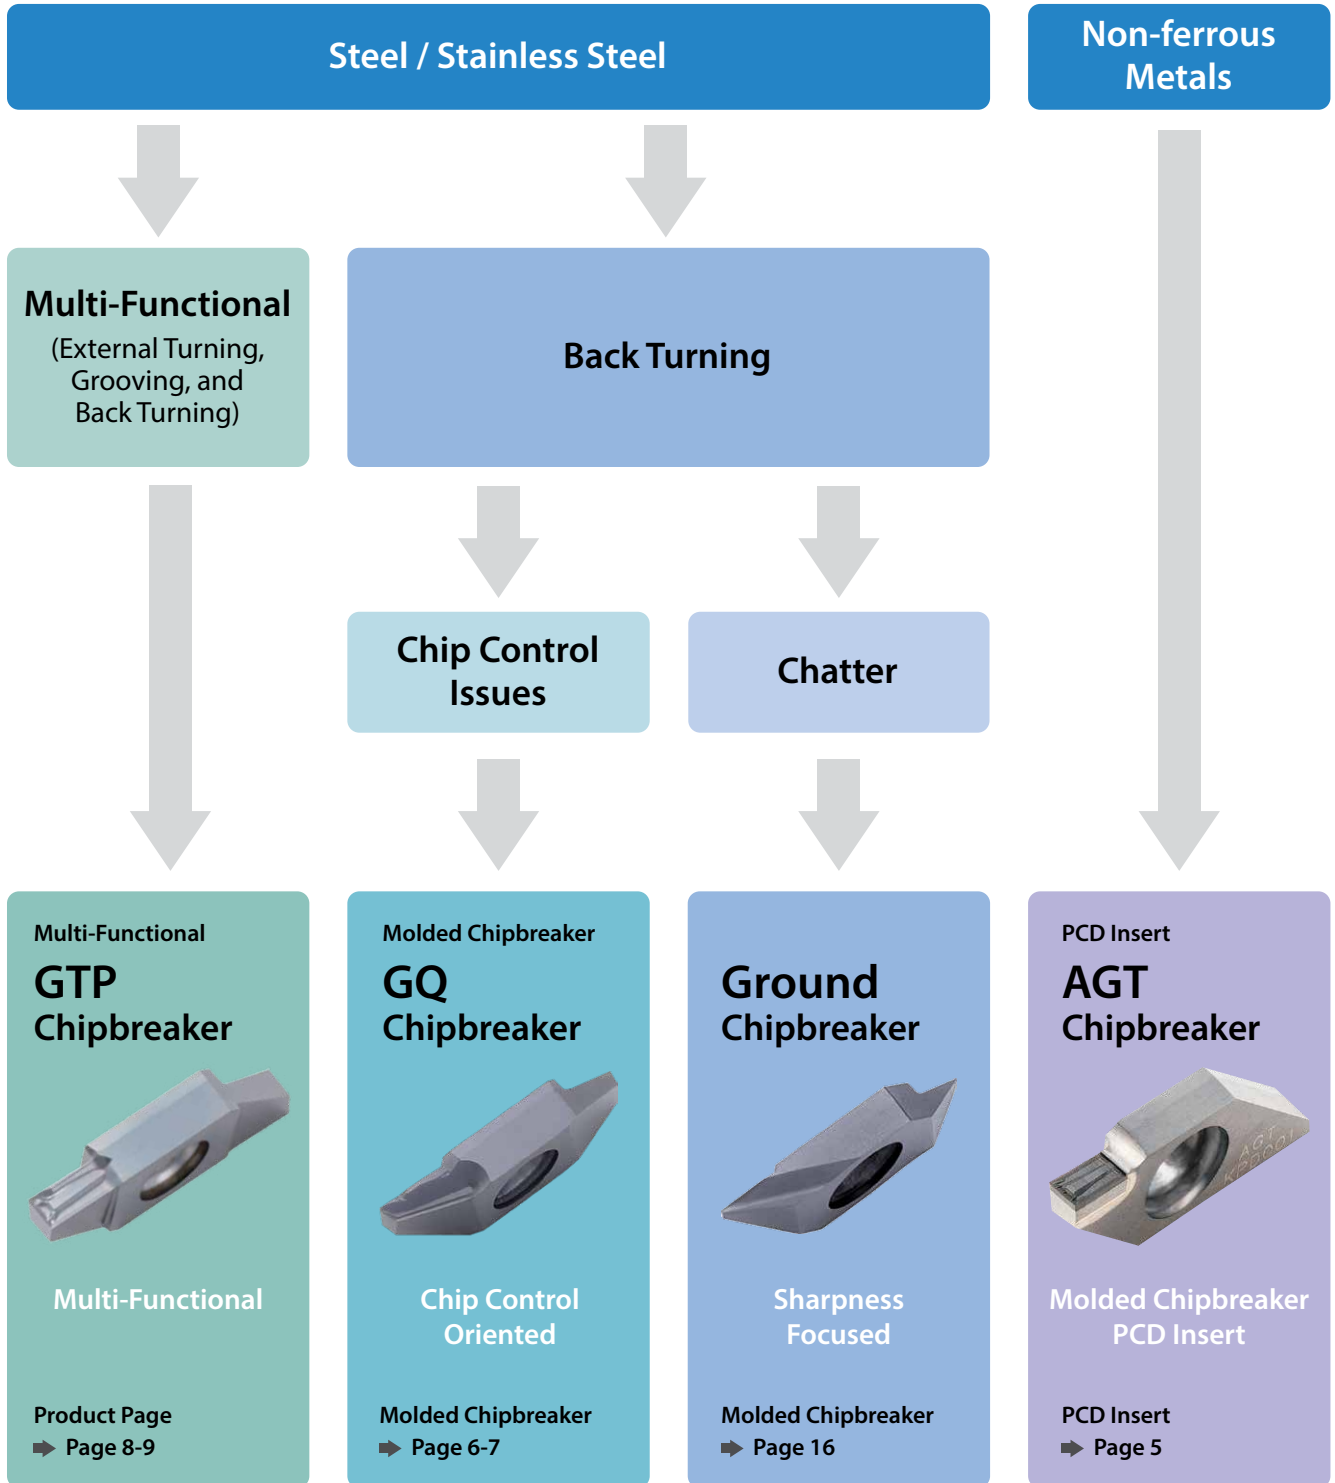 Steel / Stainless Steel
Non-ferrous
Metals
Multi-Functional
(External Turning,
Grooving, and
Back Turning)
Back Turning
Chip Control
Issues
Chatter
Multi-Functional
GTP
Chipbreaker
Multi-Functional
Product Page
Page 8-9
Molded Chipbreaker
GQ
Chipbreaker
Chip Control
Oriented
Molded Chipbreaker
Page 6-7
Ground
Chipbreaker
Sharpness
Focused
Molded Chipbreaker
Page 16
PCD Insert
AGT
Chipbreaker
AGT
KPD001
Molded Chipbreaker
PCD Insert
PCD Insert
Page 5